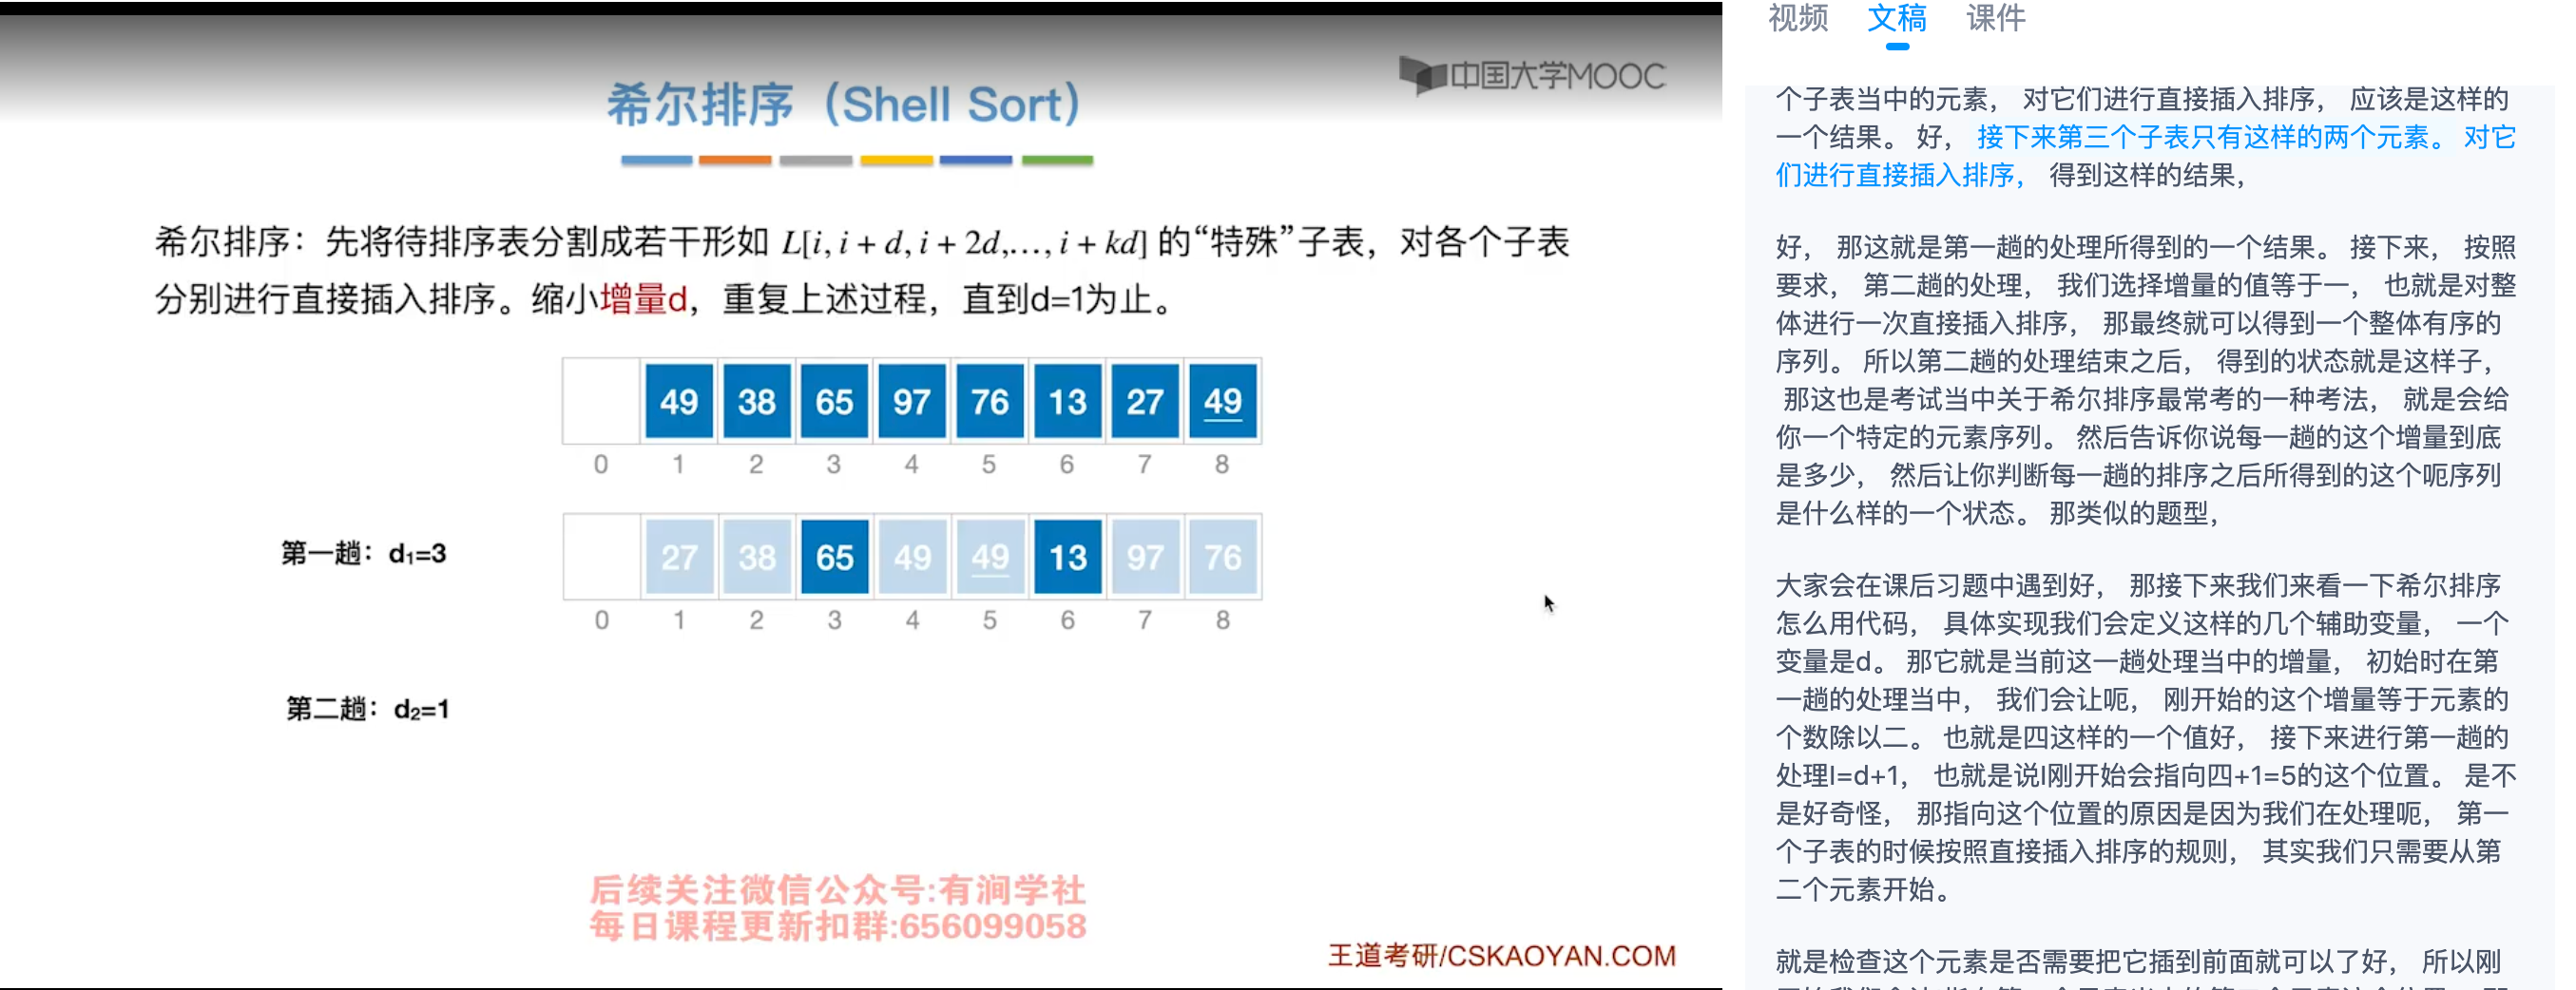 中国大学MOOC
希尔排序（Shell Sort）
希尔排序：先将待排序表分割成若干形如 L[i, i + d, i + 2d,…, i + kd] 的“特殊”子表，对各个子表
分别进行直接插入排序。缩小增量d，重复上述过程，直到d=1为止。
49 38 65 97 76 13 27 49
0 1 2 3 4 5 6 7 8
第一趟：d₁=3
27 38 65 49 49 13 97 76
0 1 2 3 4 5 6 7 8
第二趟：d₂=1
后续关注微信公众号:有涧学社
每日课程更新扣群:656099058
王道考研/CSKAOYAN.COM
视频 文稿 课件
个子表当中的元素， 对它们进行直接插入排序， 应该是这样的
一个结果。 好， 接下来第三个子表只有这样的两个元素。 对它
们进行直接插入排序， 得到这样的结果，
好， 那这就是第一趟的处理所得到的一个结果。 接下来， 按照
要求， 第二趟的处理， 我们选择增量的值等于一， 也就是对整
体进行一次直接插入排序， 那最终就可以得到一个整体有序的
序列。 所以第二趟的处理结束之后， 得到的状态就是这样子，
那这也是考试当中关于希尔排序最常考的一种考法， 就是会给
你一个特定的元素序列。 然后告诉你说每一趟的这个增量到底
是多少， 然后让你判断每一趟的排序之后所得到的这个呃序列
是什么样的一个状态。 那类似的题型，
大家会在课后习题中遇到好， 那接下来我们来看一下希尔排序
怎么用代码， 具体实现我们会定义这样的几个辅助变量， 一个
变量是d。 那它就是当前这一趟处理当中的增量， 初始时在第
一趟的处理当中， 我们会让呃， 刚开始的这个增量等于元素的
个数除以二。 也就是四这样的一个值好， 接下来进行第一趟的
处理I=d+1， 也就是说I刚开始会指向四+1=5的这个位置。 是不
是好奇怪， 那指向这个位置的原因是因为我们在处理呃， 第一
个子表的时候按照直接插入排序的规则， 其实我们只需要从第
二个元素开始。
就是检查这个元素是否需要把它插到前面就可以了好， 所以刚